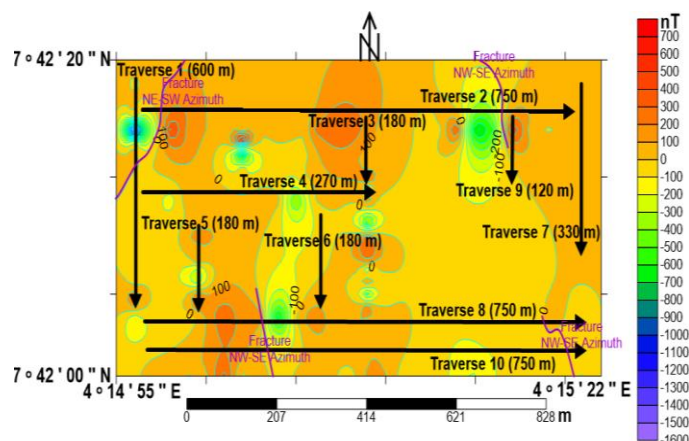 N
nT
7 ° 42' 20'' N
Fracture
NW-SE Azimuth
Traverse 1 (600 m)
Fracture
NE-SW Azimuth
Traverse 2 (750 m)
Traverse 3 (180 m)
100
0
100
0
200
-100
Traverse 4 (270 m)
0
0
Traverse 9 (120 m)
Traverse 5 (180 m)
Traverse 6 (180 m)
Traverse 7 (330 m)
0
0
100
-100
0
0
0
Traverse 8 (750 m)
Fracture
NW-SE Azimuth
Fracture
NW-SE Azimuth
Traverse 10 (750 m)
7 ° 42' 00'' N
4 ° 14' 55'' E
4 ° 15' 22'' E
0 207 414 621 828 m
700
600
500
400
300
200
100
0
-100
-200
-300
-400
-500
-600
-700
-800
-900
-1000
-1100
-1200
-1300
-1400
-1500
-1600